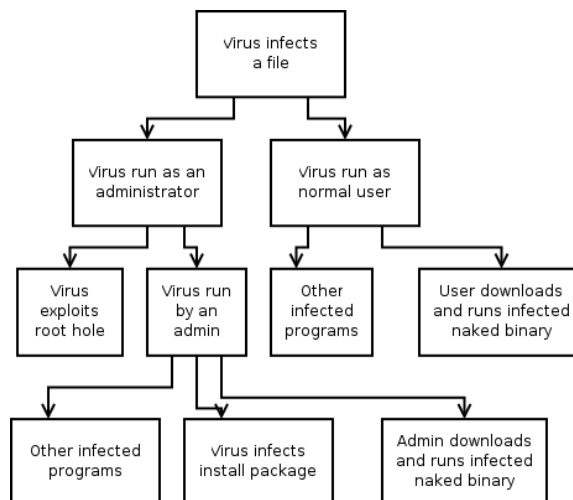 Virus infects
a file
Virus run as an
administrator
Virus run as
normal user
Virus
exploits
root hole
Virus run
by an
admin
Other
infected
programs
User downloads
and runs infected
naked binary
Other infected
programs
Virus infects
install package
Admin downloads
and runs infected
naked binary